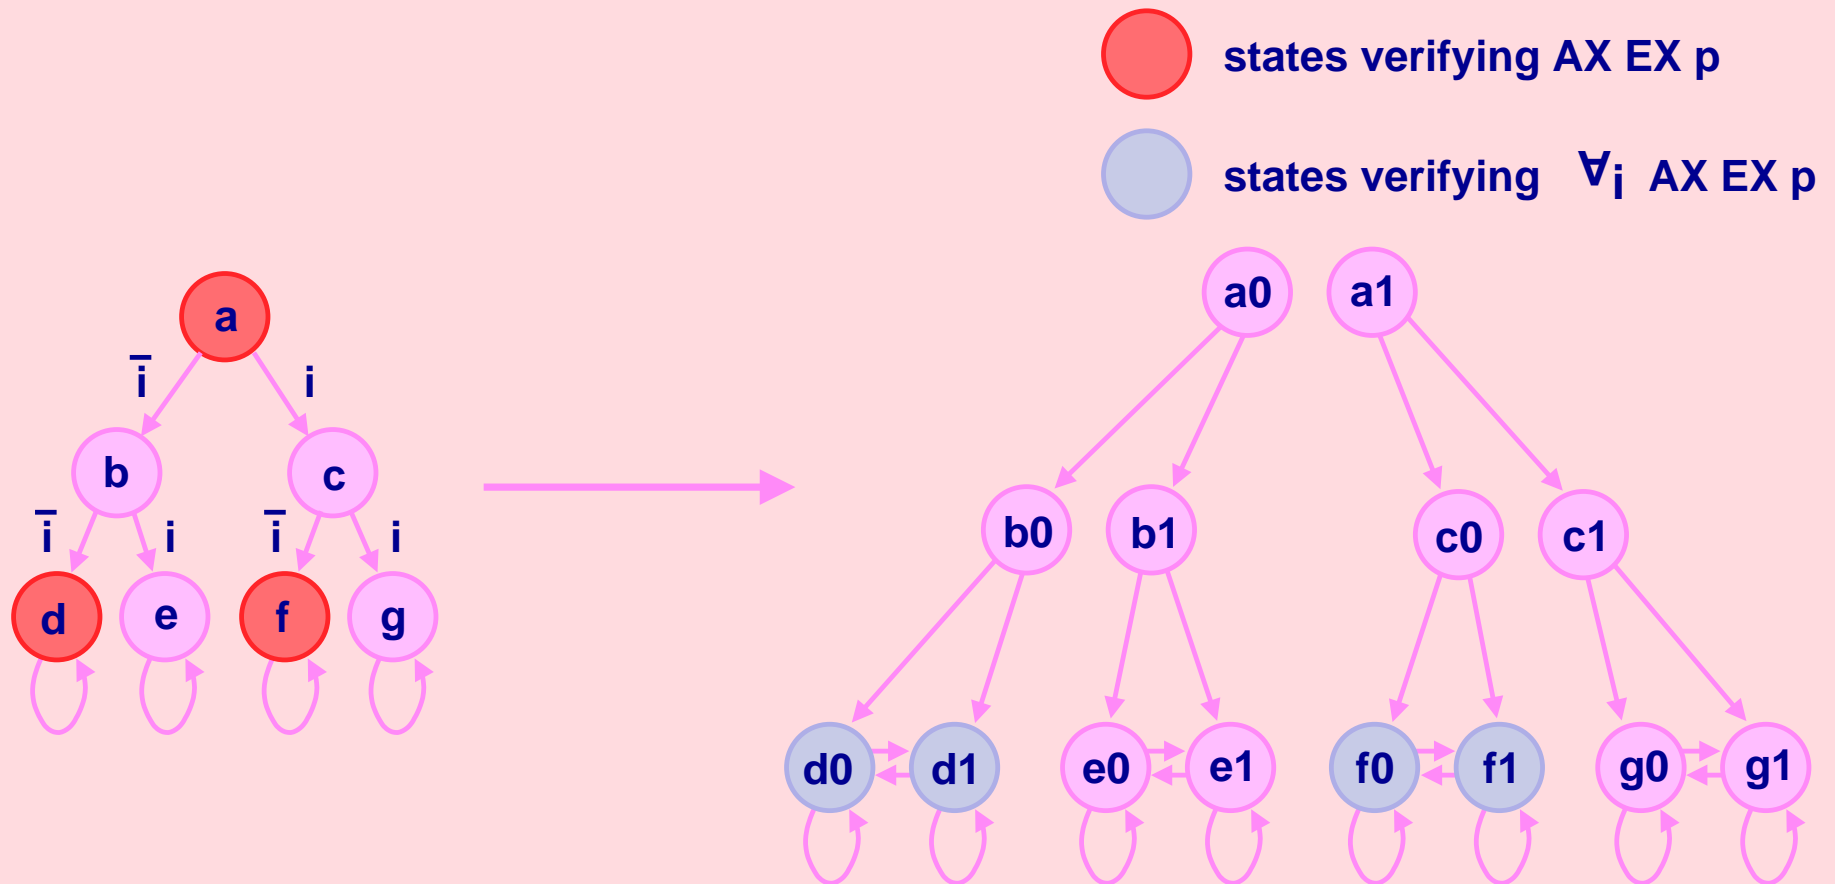 states verifying AX EX p
states verifying ∀i AX EX p
a0 a1
a
i̅ i
b c
i̅ i i̅ i
b0 b1 c0 c1
d e f g
d0 d1 e0 e1 f0 f1 g0 g1